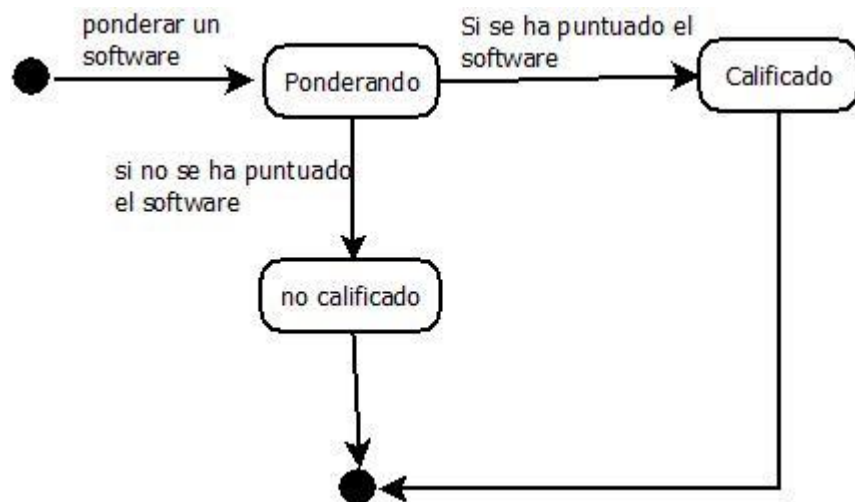 ponderar un
software
Si se ha puntuado el
software
Ponderando
Calificado
si no se ha puntuado
el software
no calificado